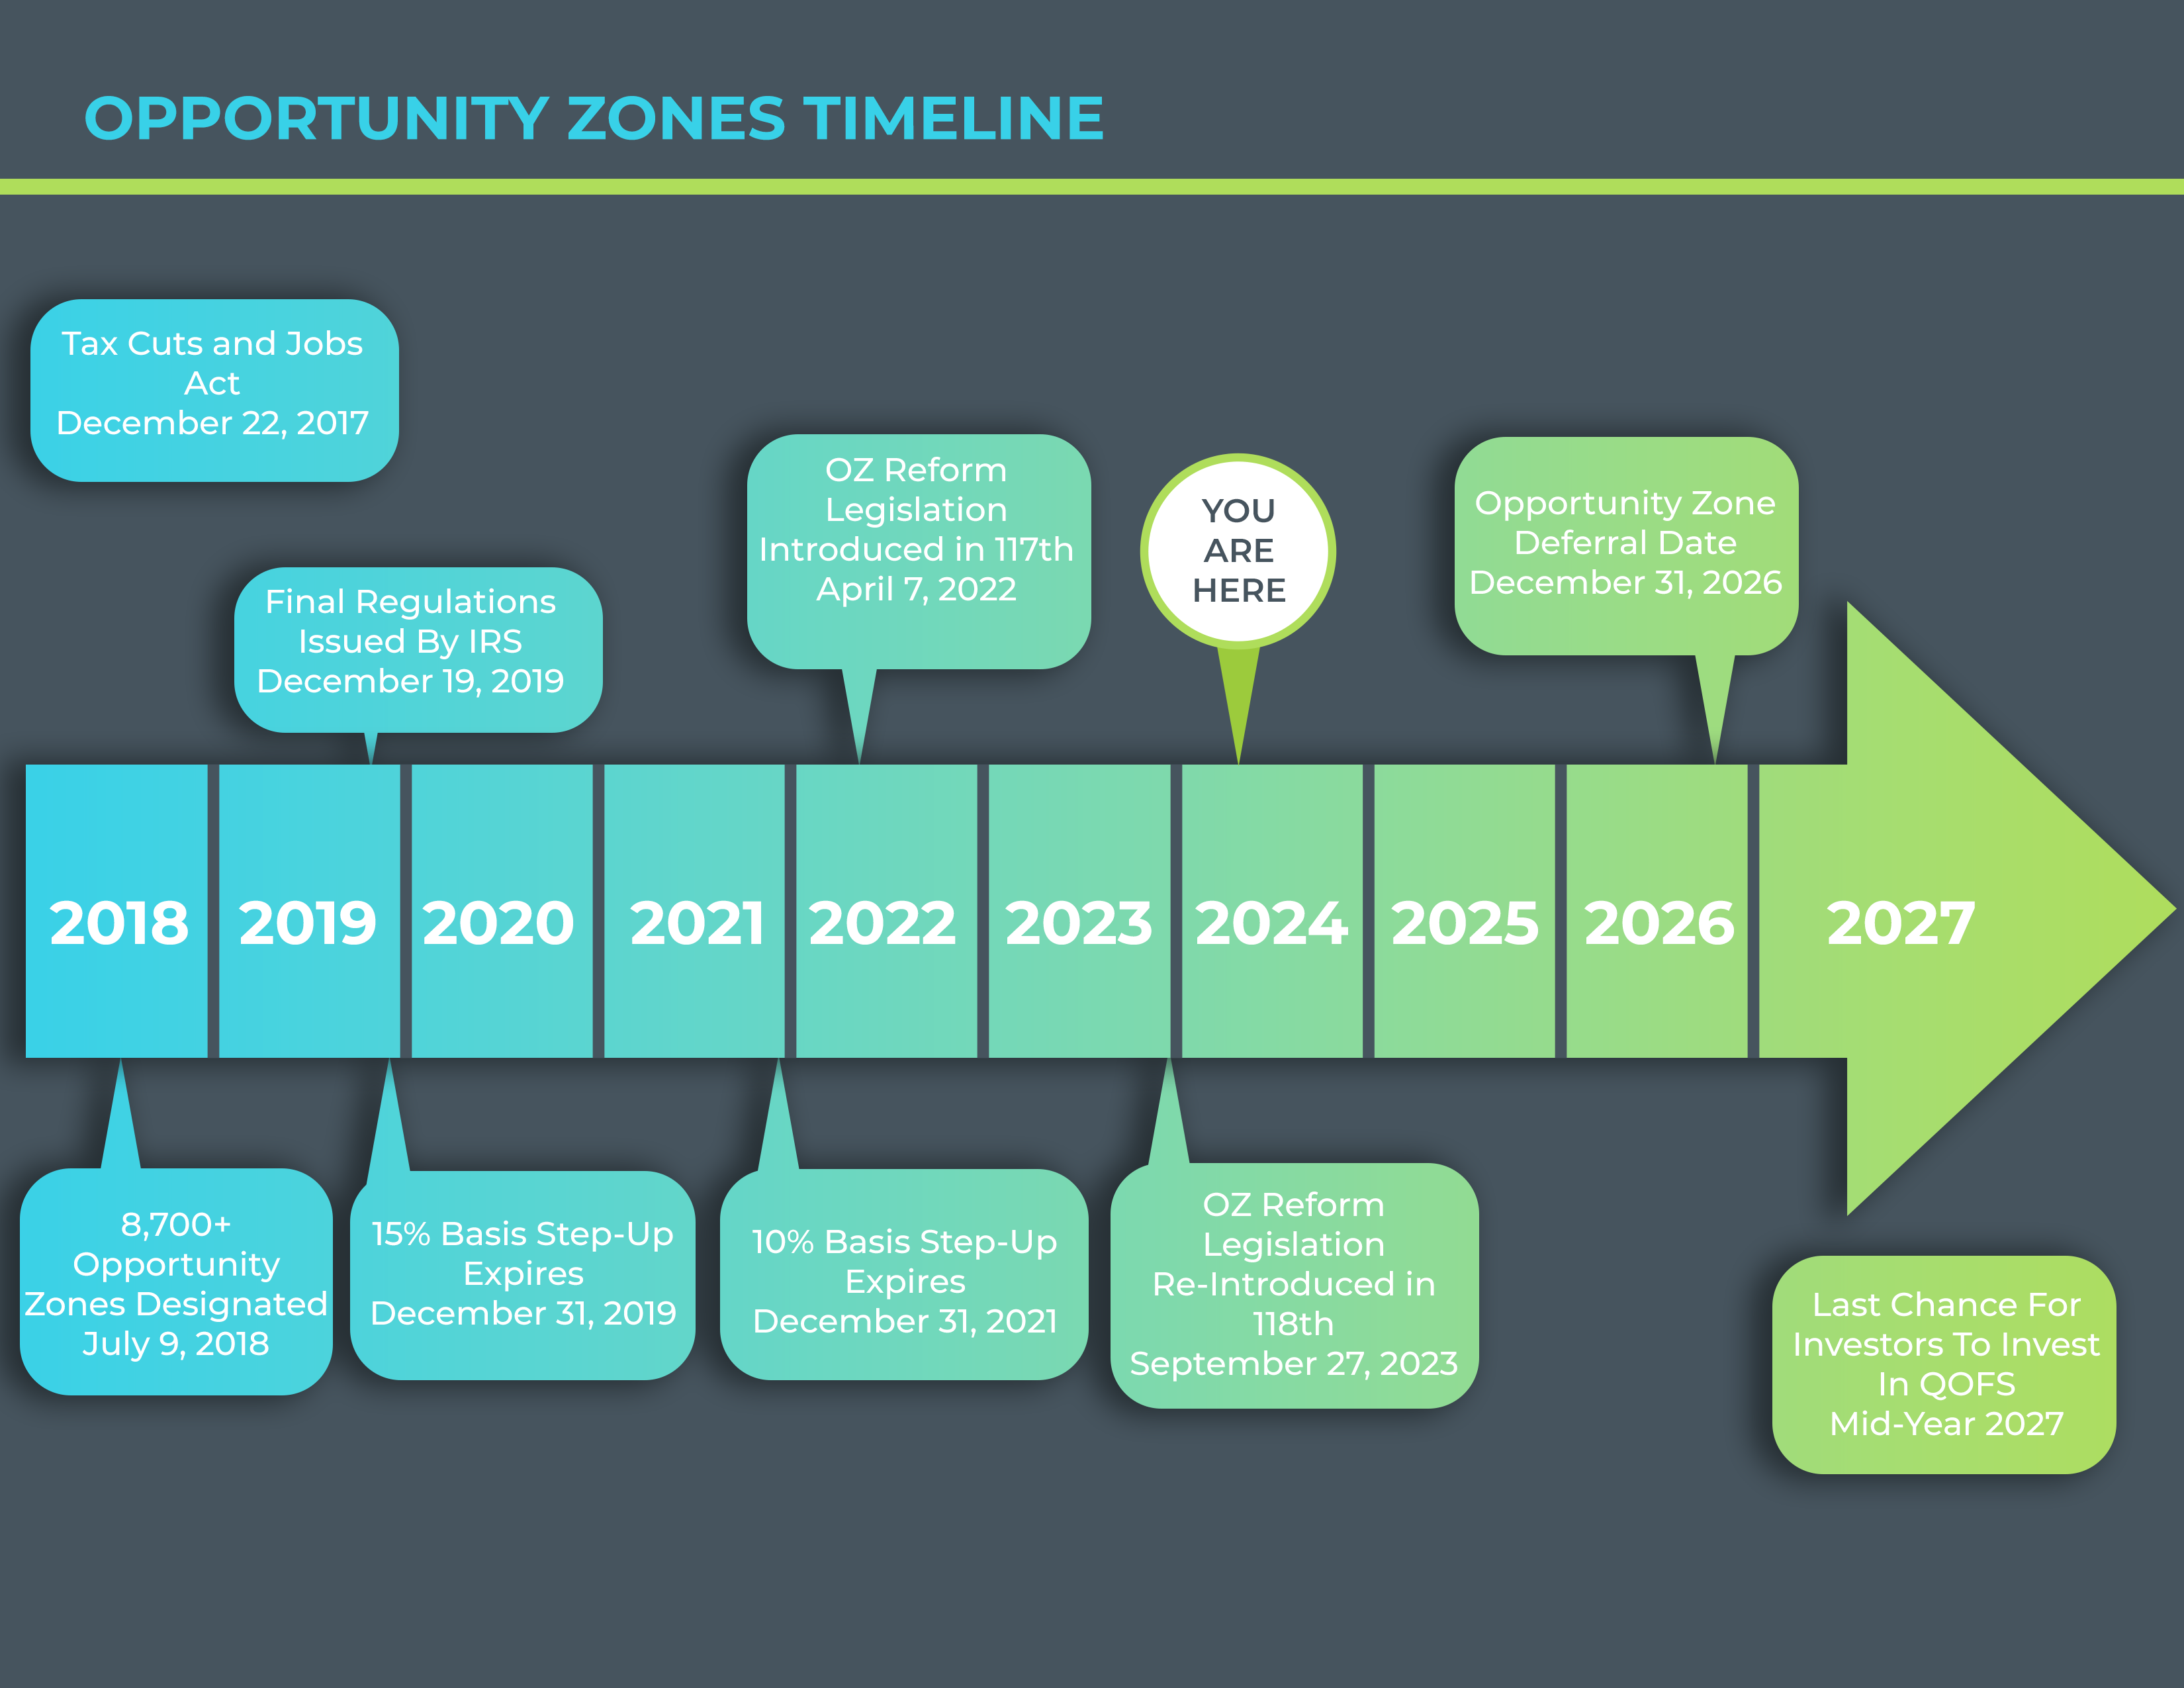 OPPORTUNITY ZONES TIMELINE
Tax Cuts and Jobs
Act
December 22, 2017
Final Regulations
Issued By IRS
December 19, 2019
OZ Reform
Legislation
Introduced in 117th
April 7, 2022
YOU
ARE
HERE
Opportunity Zone
Deferral Date
December 31, 2026
2018
2019
2020
2021
2022
2023
2024
2025
2026
2027
8,700+
Opportunity
Zones Designated
July 9, 2018
15% Basis Step-Up
Expires
December 31, 2019
10% Basis Step-Up
Expires
December 31, 2021
OZ Reform
Legislation
Re-Introduced in
118th
September 27, 2023
Last Chance For
Investors To Invest
In QOFS
Mid-Year 2027